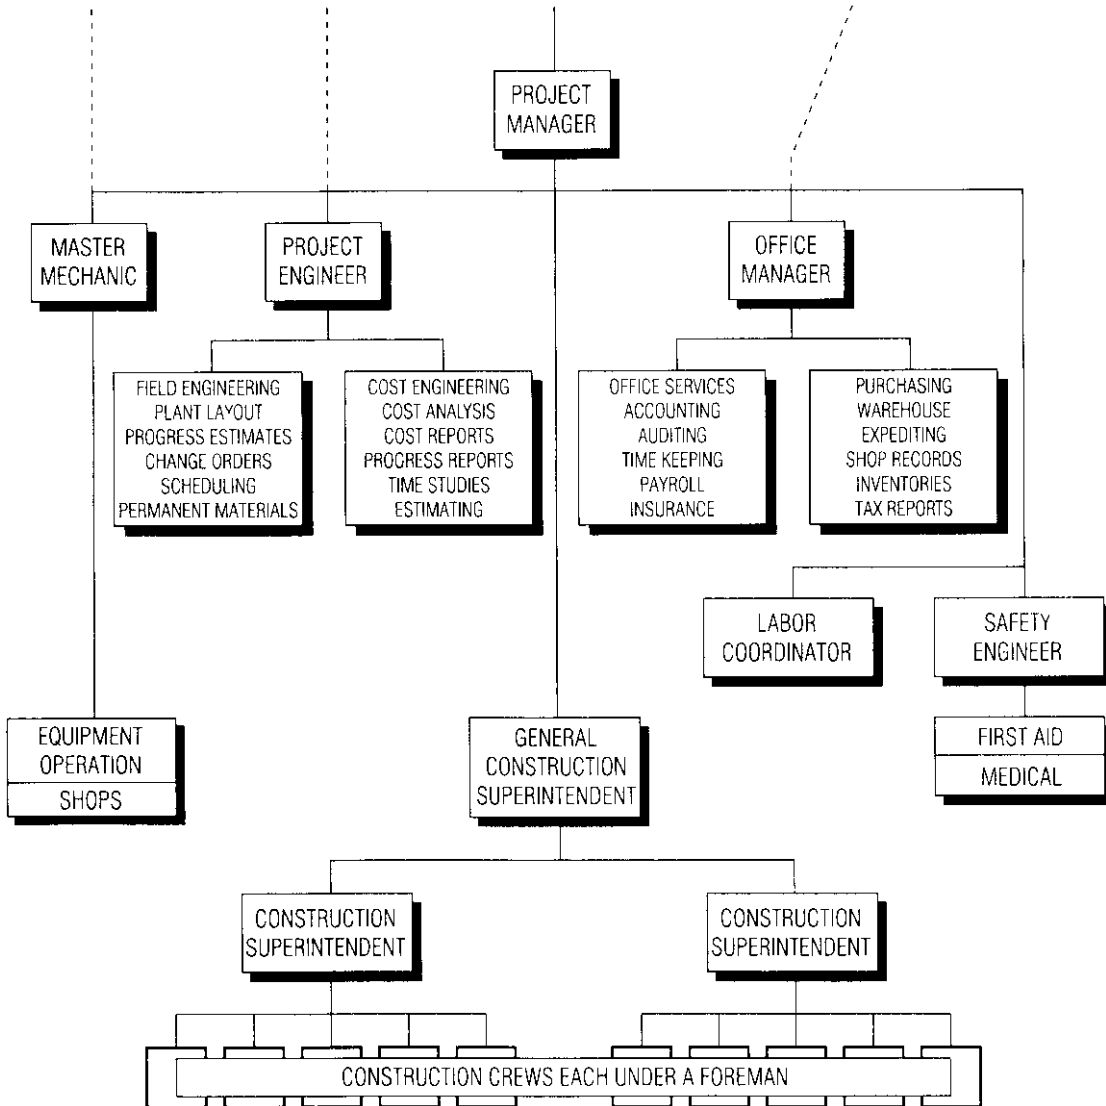 PROJECT
MANAGER
MASTER
MECHANIC
PROJECT
ENGINEER
OFFICE
MANAGER
FIELD ENGINEERING
PLANT LAYOUT
PROGRESS ESTIMATES
CHANGE ORDERS
SCHEDULING
PERMANENT MATERIALS
COST ENGINEERING
COST ANALYSIS
COST REPORTS
PROGRESS REPORTS
TIME STUDIES
ESTIMATING
OFFICE SERVICES
ACCOUNTING
AUDITING
TIME KEEPING
PAYROLL
INSURANCE
PURCHASING
WAREHOUSE
EXPEDITING
SHOP RECORDS
INVENTORIES
TAX REPORTS
LABOR
COORDINATOR
SAFETY
ENGINEER
EQUIPMENT
OPERATION
SHOPS
GENERAL
CONSTRUCTION
SUPERINTENDENT
FIRST AID
MEDICAL
CONSTRUCTION
SUPERINTENDENT
CONSTRUCTION
SUPERINTENDENT
CONSTRUCTION CREWS EACH UNDER A FOREMAN